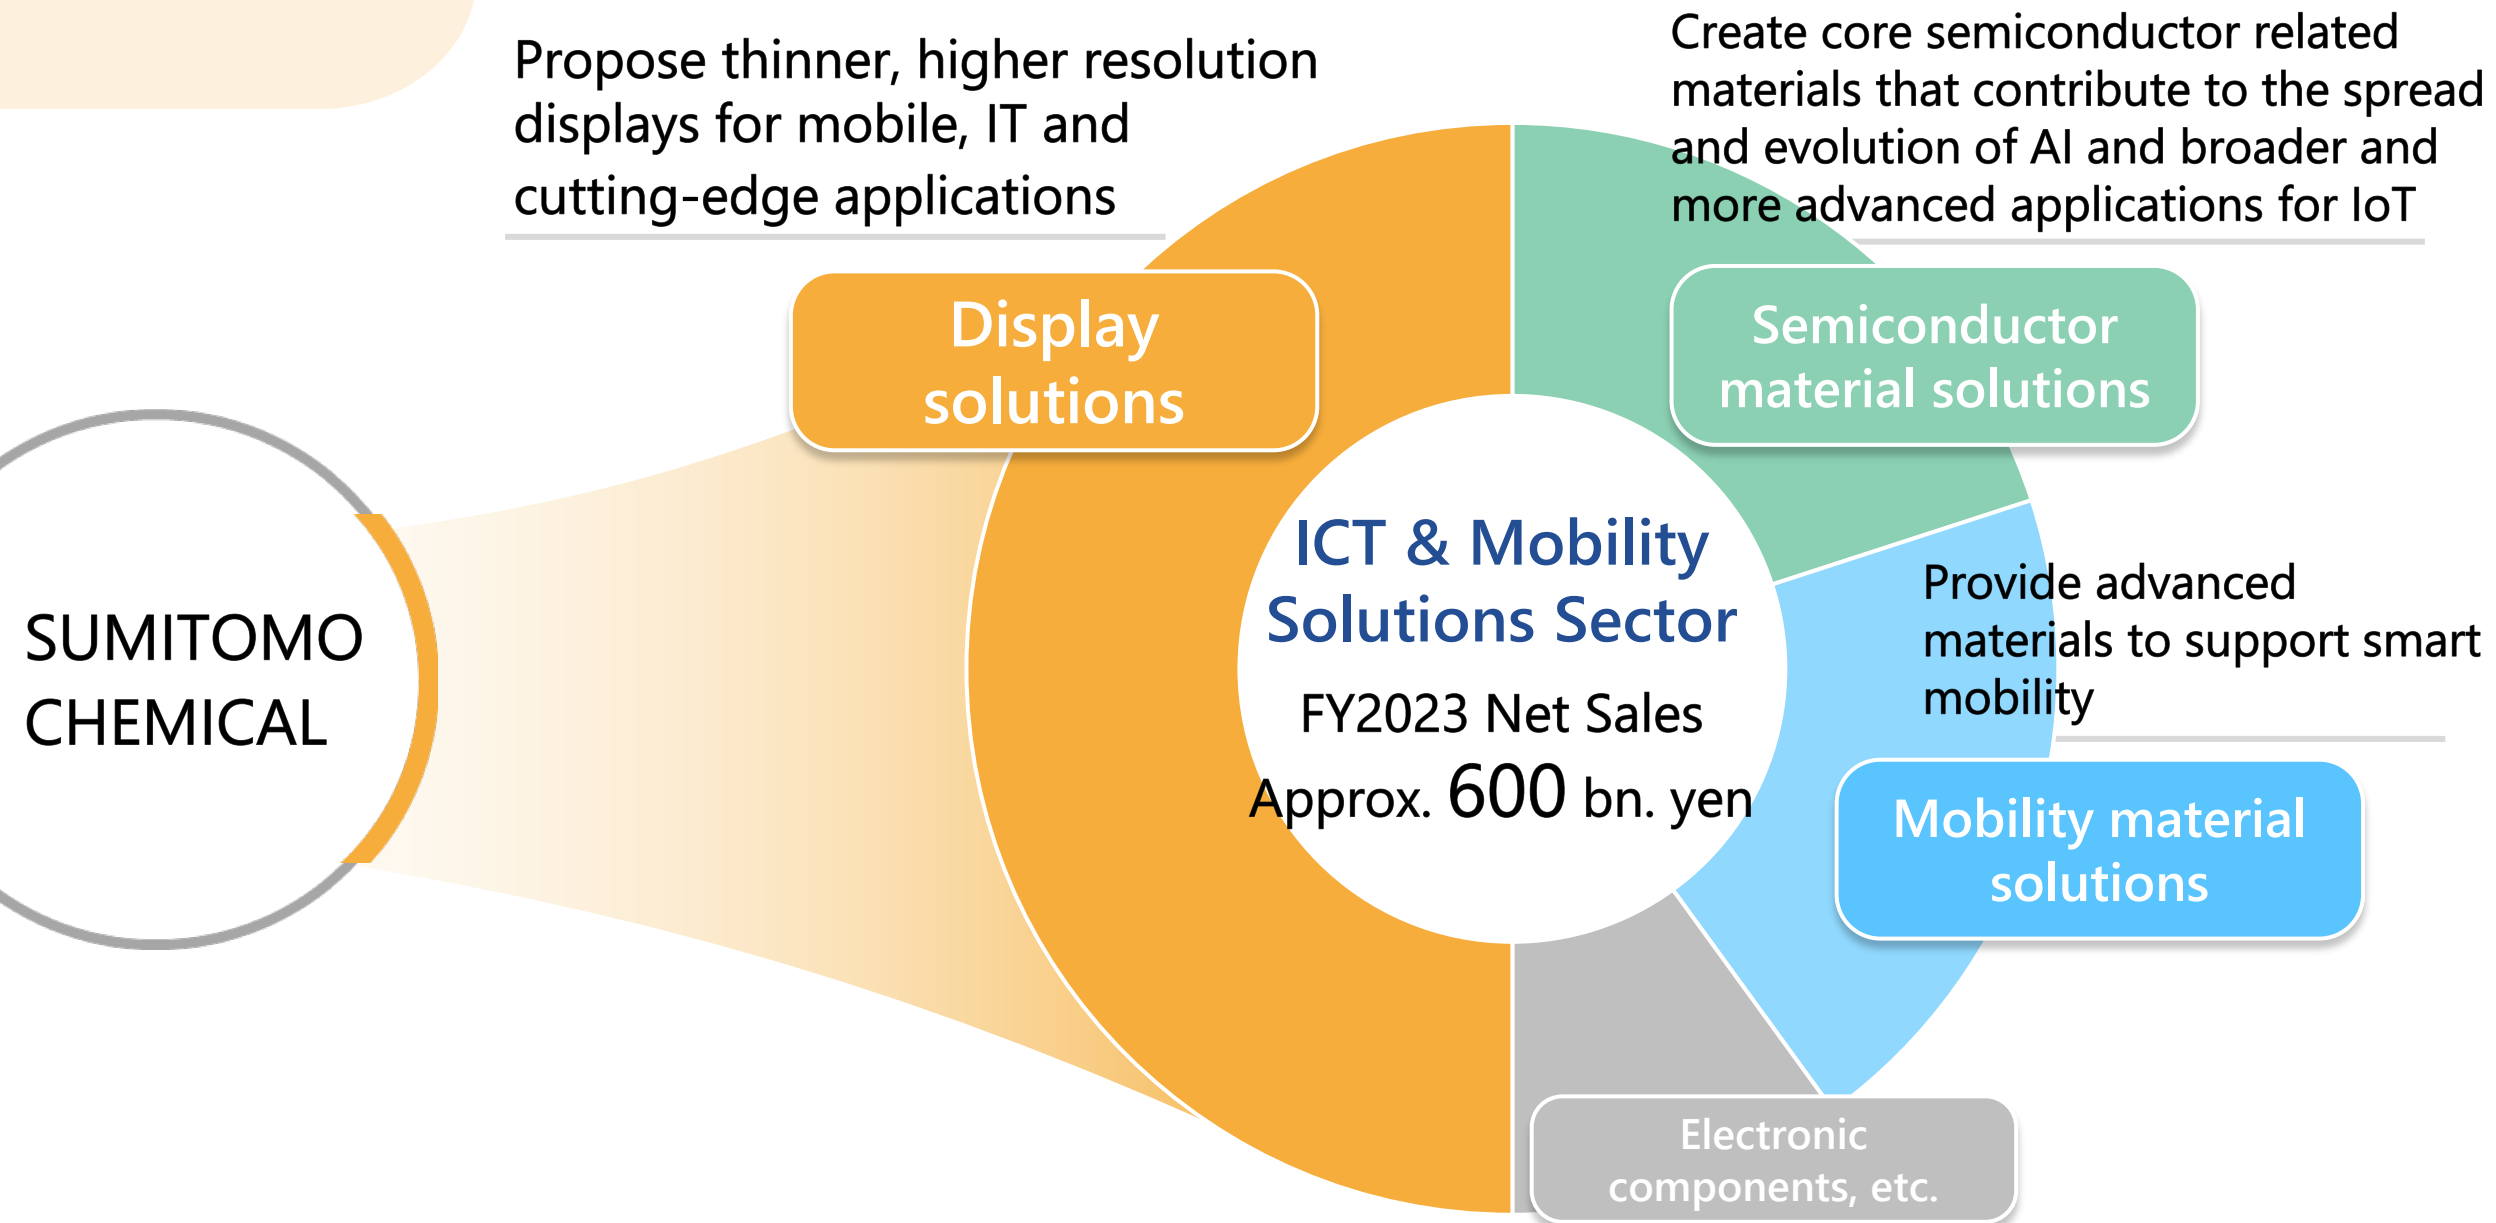 Propose thinner, higher resolution
displays for mobile, IT and
cutting-edge applications
Create core semiconductor related
materials that contribute to the spread
and evolution of AI and broader and
more advanced applications for IoT
Display
solutions
Semiconductor
material solutions
SUMITOMO
CHEMICAL
ICT & Mobility
Solutions Sector
FY2023 Net Sales
Approx. 600 bn. yen
Provide advanced
materials to support smart
mobility
Mobility material
solutions
Electronic
components, etc.